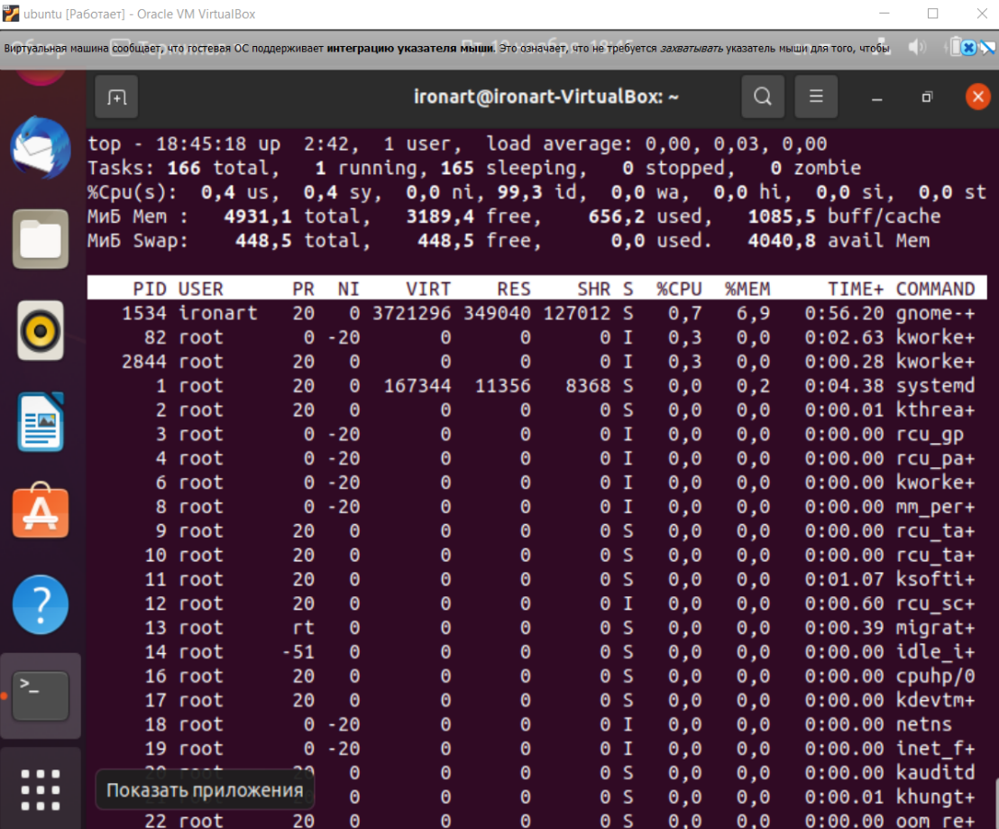 ubuntu [Работает] - Oracle VM VirtualBox
Виртуальная машина сообщает, что гостевая ОС поддерживает интеграцию указателя мыши. Это означает, что не требуется захватывать указатель мыши для того, чтобы
ironart@ironart-VirtualBox: ~
top - 18:45:18 up  2:42,  1 user,  load average: 0,00, 0,03, 0,00
Tasks: 166 total,   1 running, 165 sleeping,   0 stopped,   0 zombie
%Cpu(s):  0,4 us,  0,4 sy,  0,0 ni, 99,3 id,  0,0 wa,  0,0 hi,  0,0 si,  0,0 st
МиБ Mem :   4931,1 total,   3189,4 free,    656,2 used,   1085,5 buff/cache
МиБ Swap:    448,5 total,    448,5 free,      0,0 used.   4040,8 avail Mem
PID USER PR NI VIRT RES SHR S %CPU %MEM TIME+ COMMAND
1534 ironart 20 0 3721296 349040 127012 S 0,7 6,9 0:56.20 gnome-+
82 root 0 -20 0 0 0 I 0,3 0,0 0:02.63 kworke+
2844 root 20 0 0 0 0 I 0,3 0,0 0:00.28 kworke+
1 root 20 0 167344 11356 8368 S 0,0 0,2 0:04.38 systemd
2 root 20 0 0 0 0 S 0,0 0,0 0:00.01 kthrea+
3 root 0 -20 0 0 0 I 0,0 0,0 0:00.00 rcu_gp
4 root 0 -20 0 0 0 I 0,0 0,0 0:00.00 rcu_pa+
6 root 0 -20 0 0 0 I 0,0 0,0 0:00.00 kworke+
8 root 0 -20 0 0 0 I 0,0 0,0 0:00.00 mm_per+
9 root 20 0 0 0 0 S 0,0 0,0 0:00.00 rcu_ta+
10 root 20 0 0 0 0 S 0,0 0,0 0:00.00 rcu_ta+
11 root 20 0 0 0 0 S 0,0 0,0 0:01.07 ksofti+
12 root 20 0 0 0 0 I 0,0 0,0 0:00.60 rcu_sc+
13 root rt 0 0 0 0 S 0,0 0,0 0:00.39 migrat+
14 root -51 0 0 0 0 S 0,0 0,0 0:00.00 idle_i+
16 root 20 0 0 0 0 S 0,0 0,0 0:00.00 cpuhp/0
17 root 20 0 0 0 0 S 0,0 0,0 0:00.00 kdevtm+
18 root 0 -20 0 0 0 I 0,0 0,0 0:00.00 netns
19 root 0 -20 0 0 0 I 0,0 0,0 0:00.00 inet_f+
20 root 20 0 0 0 0 S 0,0 0,0 0:00.00 kauditd
0 0 0 0 S 0,0 0,0 0:00.01 khungt+
Показать приложения
22 root 20 0 0 0 0 S 0,0 0,0 0:00.00 oom_re+